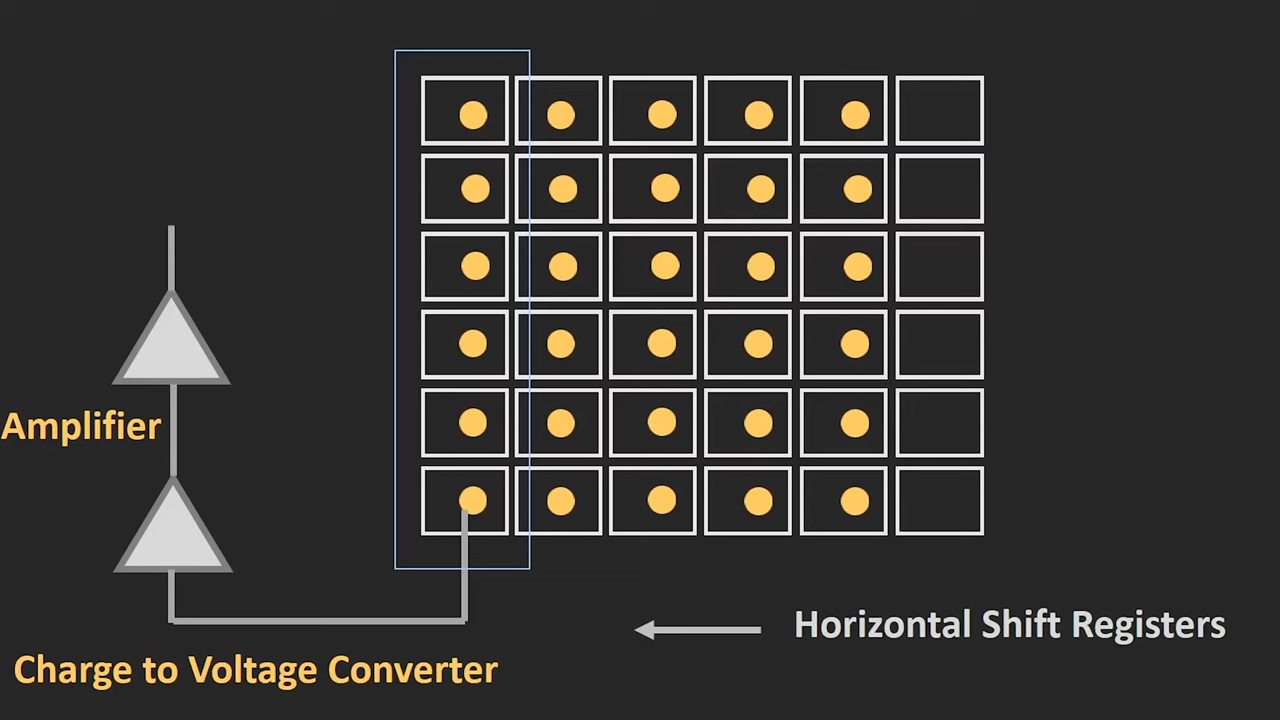 Amplifier
Horizontal Shift Registers
Charge to Voltage Converter